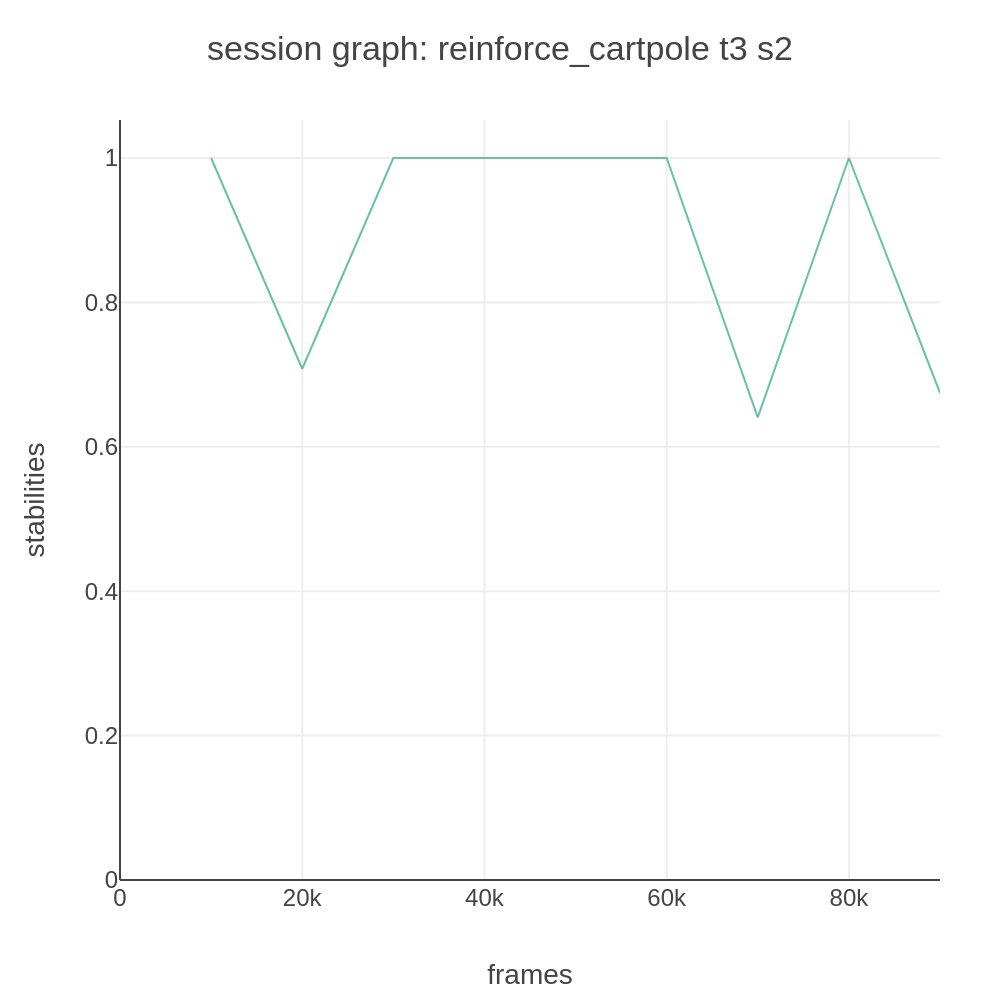 session graph: reinforce_cartpole t3 s2
1
0.8
0.6
0.4
0.2
0
stabilities
0
20k
40k
60k
80k
frames